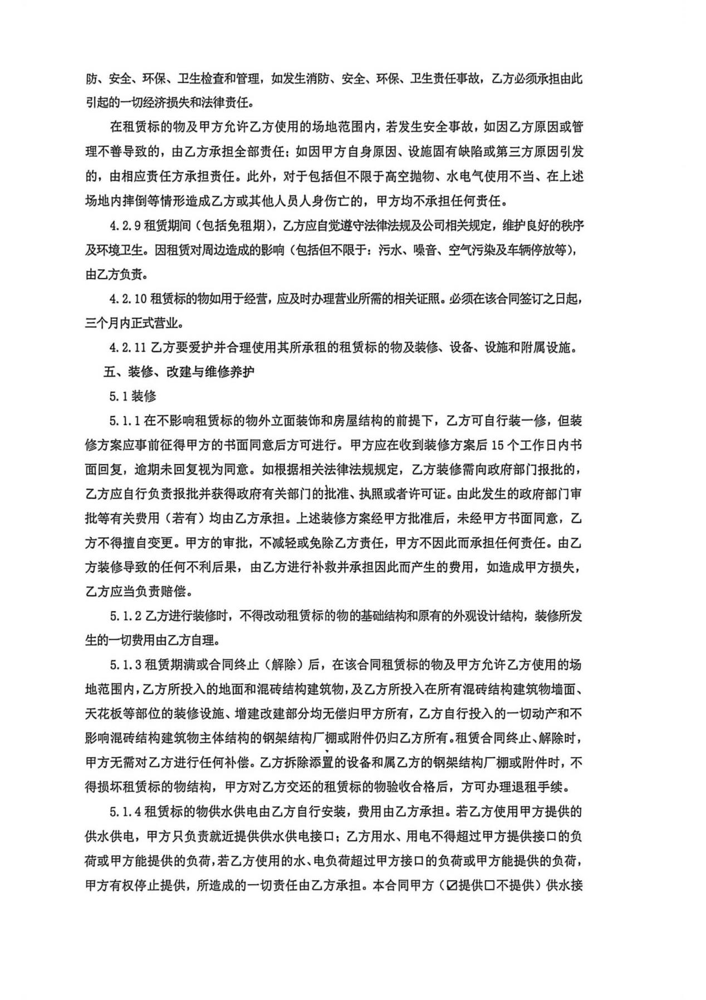 防、安全、环保、卫生检查和管理，如发生消防、安全、环保、卫生责任事故，乙方必须承担由此
引起的一切经济损失和法律责任。
在租赁标的物及甲方允许乙方使用的场地范围内，若发生安全事故，如因乙方原因或管
理不善导致的，由乙方承担全部责任；如因甲方自身原因、设施固有缺陷或第三方原因引发
的，由相应责任方承担责任。此外，对于包括但不限于高空抛物、水电气使用不当、在上述
场地内摔倒等情形造成乙方或其他人员人身伤亡的，甲方均不承担任何责任。
4.2.9 租赁期间（包括免租期），乙方应自觉遵守法律法规及公司相关规定，维护良好的秩序
及环境卫生。因租赁对周边造成的影响（包括但不限于：污水、噪音、空气污染及车辆停放等），
由乙方负责。
4.2.10 租赁标的物如用于经营，应及时办理营业所需的相关证照。必须在该合同签订之日起，
三个月内正式营业。
4.2.11 乙方要爱护并合理使用其所承租的租赁标的物及装修、设备、设施和附属设施。
五、装修、改建与维修养护
5.1 装修
5.1.1 在不影响租赁标的物外立面装饰和房屋结构的前提下，乙方可自行装一修，但装
修方案应事前征得甲方的书面同意后方可进行。甲方应在收到装修方案后 15 个工作日内书
面回复，逾期未回复视为同意。如根据相关法律法规规定，乙方装修需向政府部门报批的，
乙方应自行负责报批并获得政府有关部门的批准、执照或者许可证。由此发生的政府部门审
批等有关费用（若有）均由乙方承担。上述装修方案经甲方批准后，未经甲方书面同意，乙
方不得擅自变更。甲方的审批，不减轻或免除乙方责任，甲方不因此而承担任何责任。由乙
方装修导致的任何不利后果，由乙方进行补救并承担因此而产生的费用，如造成甲方损失，
乙方应当负责赔偿。
5.1.2 乙方进行装修时，不得改动租赁标的物的基础结构和原有的外观设计结构，装修所发
生的一切费用由乙方自理。
5.1.3 租赁期满或合同终止（解除）后，在该合同租赁标的物及甲方允许乙方使用的场
地范围内，乙方所投入的地面和混砖结构建筑物，及乙方所投入在所有混砖结构建筑物墙面、
天花板等部位的装修设施、增建改建部分均无偿归甲方所有，乙方自行投入的一切动产和不
影响混砖结构建筑物主体结构的钢架结构厂棚或附件仍归乙方所有。租赁合同终止、解除时，
甲方无需对乙方进行任何补偿。乙方拆除添置的设备和属乙方的钢架结构厂棚或附件时，不
得损坏租赁标的物结构，甲方对乙方交还的租赁标的物验收合格后，方可办理退租手续。
5.1.4 租赁标的物供水供电由乙方自行安装，费用由乙方承担。若乙方使用甲方提供的
供水供电，甲方只负责就近提供供水供电接口；乙方用水、用电不得超过甲方提供接口的负
荷或甲方能提供的负荷，若乙方使用的水、电负荷超过甲方接口的负荷或甲方能提供的负荷，
甲方有权停止提供，所造成的一切责任由乙方承担。本合同甲方（☑提供☐不提供）供水接